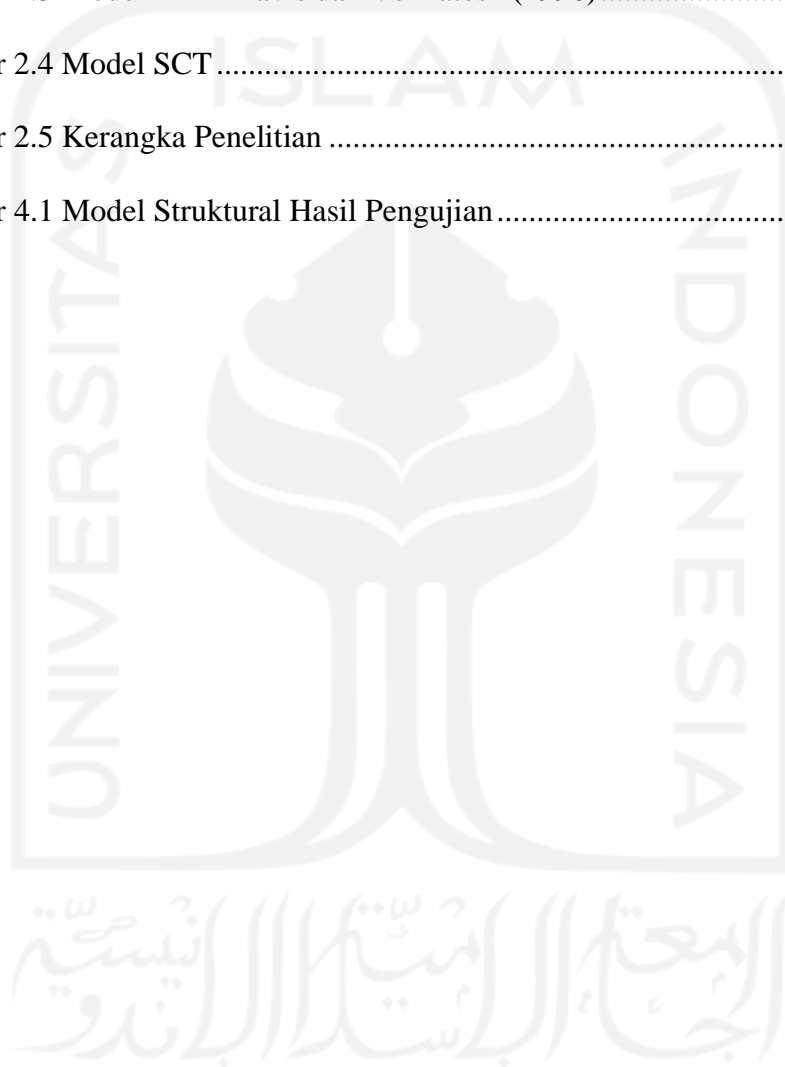 r 2.4 Model SCT ........................................................................
r 2.5 Kerangka Penelitian ..........................................................
r 4.1 Model Struktural Hasil Pengujian ....................................
ISLAM
UNIVERSITAS
INDONESIA